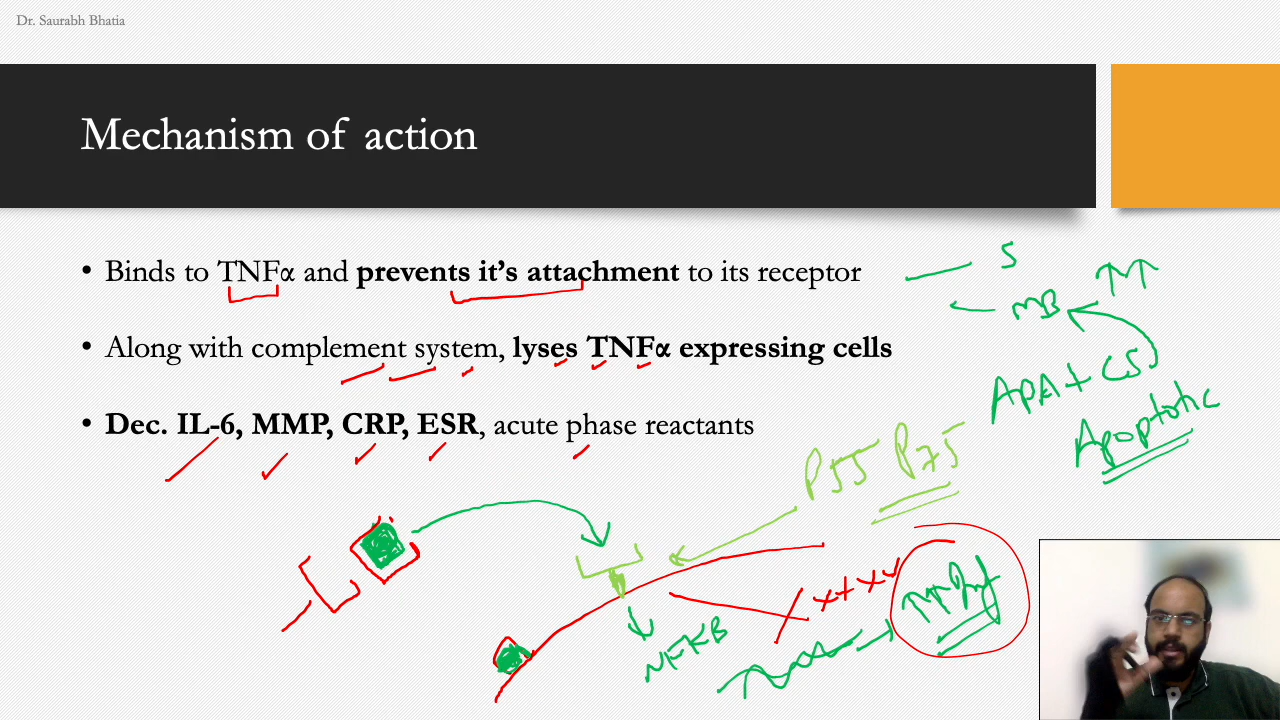 Dr. Saurabh Bhatia
Mechanism of action
• Binds to TNFα and prevents it's attachment to its receptor
S
MB
• Along with complement system, lyses TNFα expressing cells
APA + CS
• Dec. IL-6, MMP, CRP, ESR, acute phase reactants
Apoptotic
P55 P75
NFKB